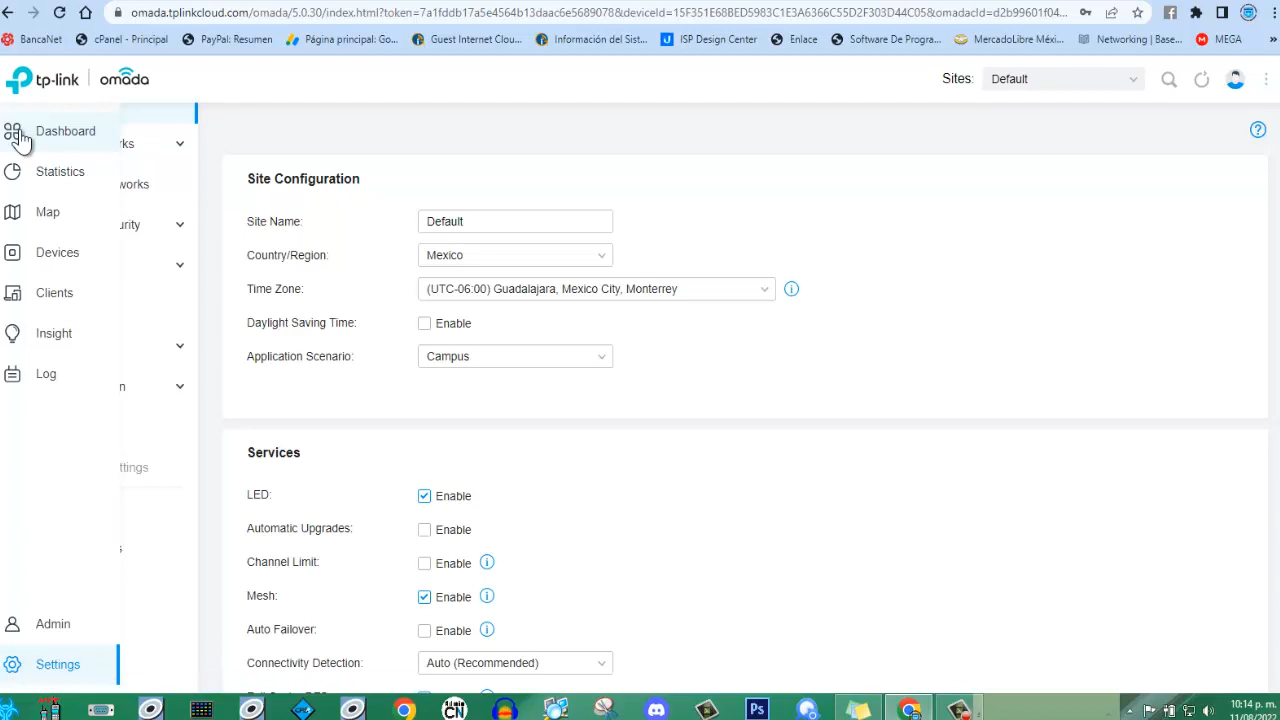 omada.tplinkcloud.com/omada/5.0.30/index.html?token=7a1fddb17a5e4564b13daac6e5689078&deviceId=15F351E68BED5983C1E3A6366C55D2F303D44C05&omadacId=d2b99601f04...
BancaNet
cPanel - Principal
PayPal: Resumen
Página principal: Go...
Guest Internet Clou...
Información del Sist...
ISP Design Center
Enlace
Software De Progra...
MercadoLibre Méxi...
Networking | Base...
MEGA
tp-link | omada
Sites: Default
Dashboard
Statistics
Map
Devices
Clients
Insight
Log
Admin
Settings
rks
works
urity
n
ttings
s
Site Configuration
Site Name: Default
Country/Region: Mexico
Time Zone: (UTC-06:00) Guadalajara, Mexico City, Monterrey
Daylight Saving Time: Enable
Application Scenario: Campus
Services
LED: Enable
Automatic Upgrades: Enable
Channel Limit: Enable
Mesh: Enable
Auto Failover: Enable
Connectivity Detection: Auto (Recommended)
CN
Ps
10:14 p. m.